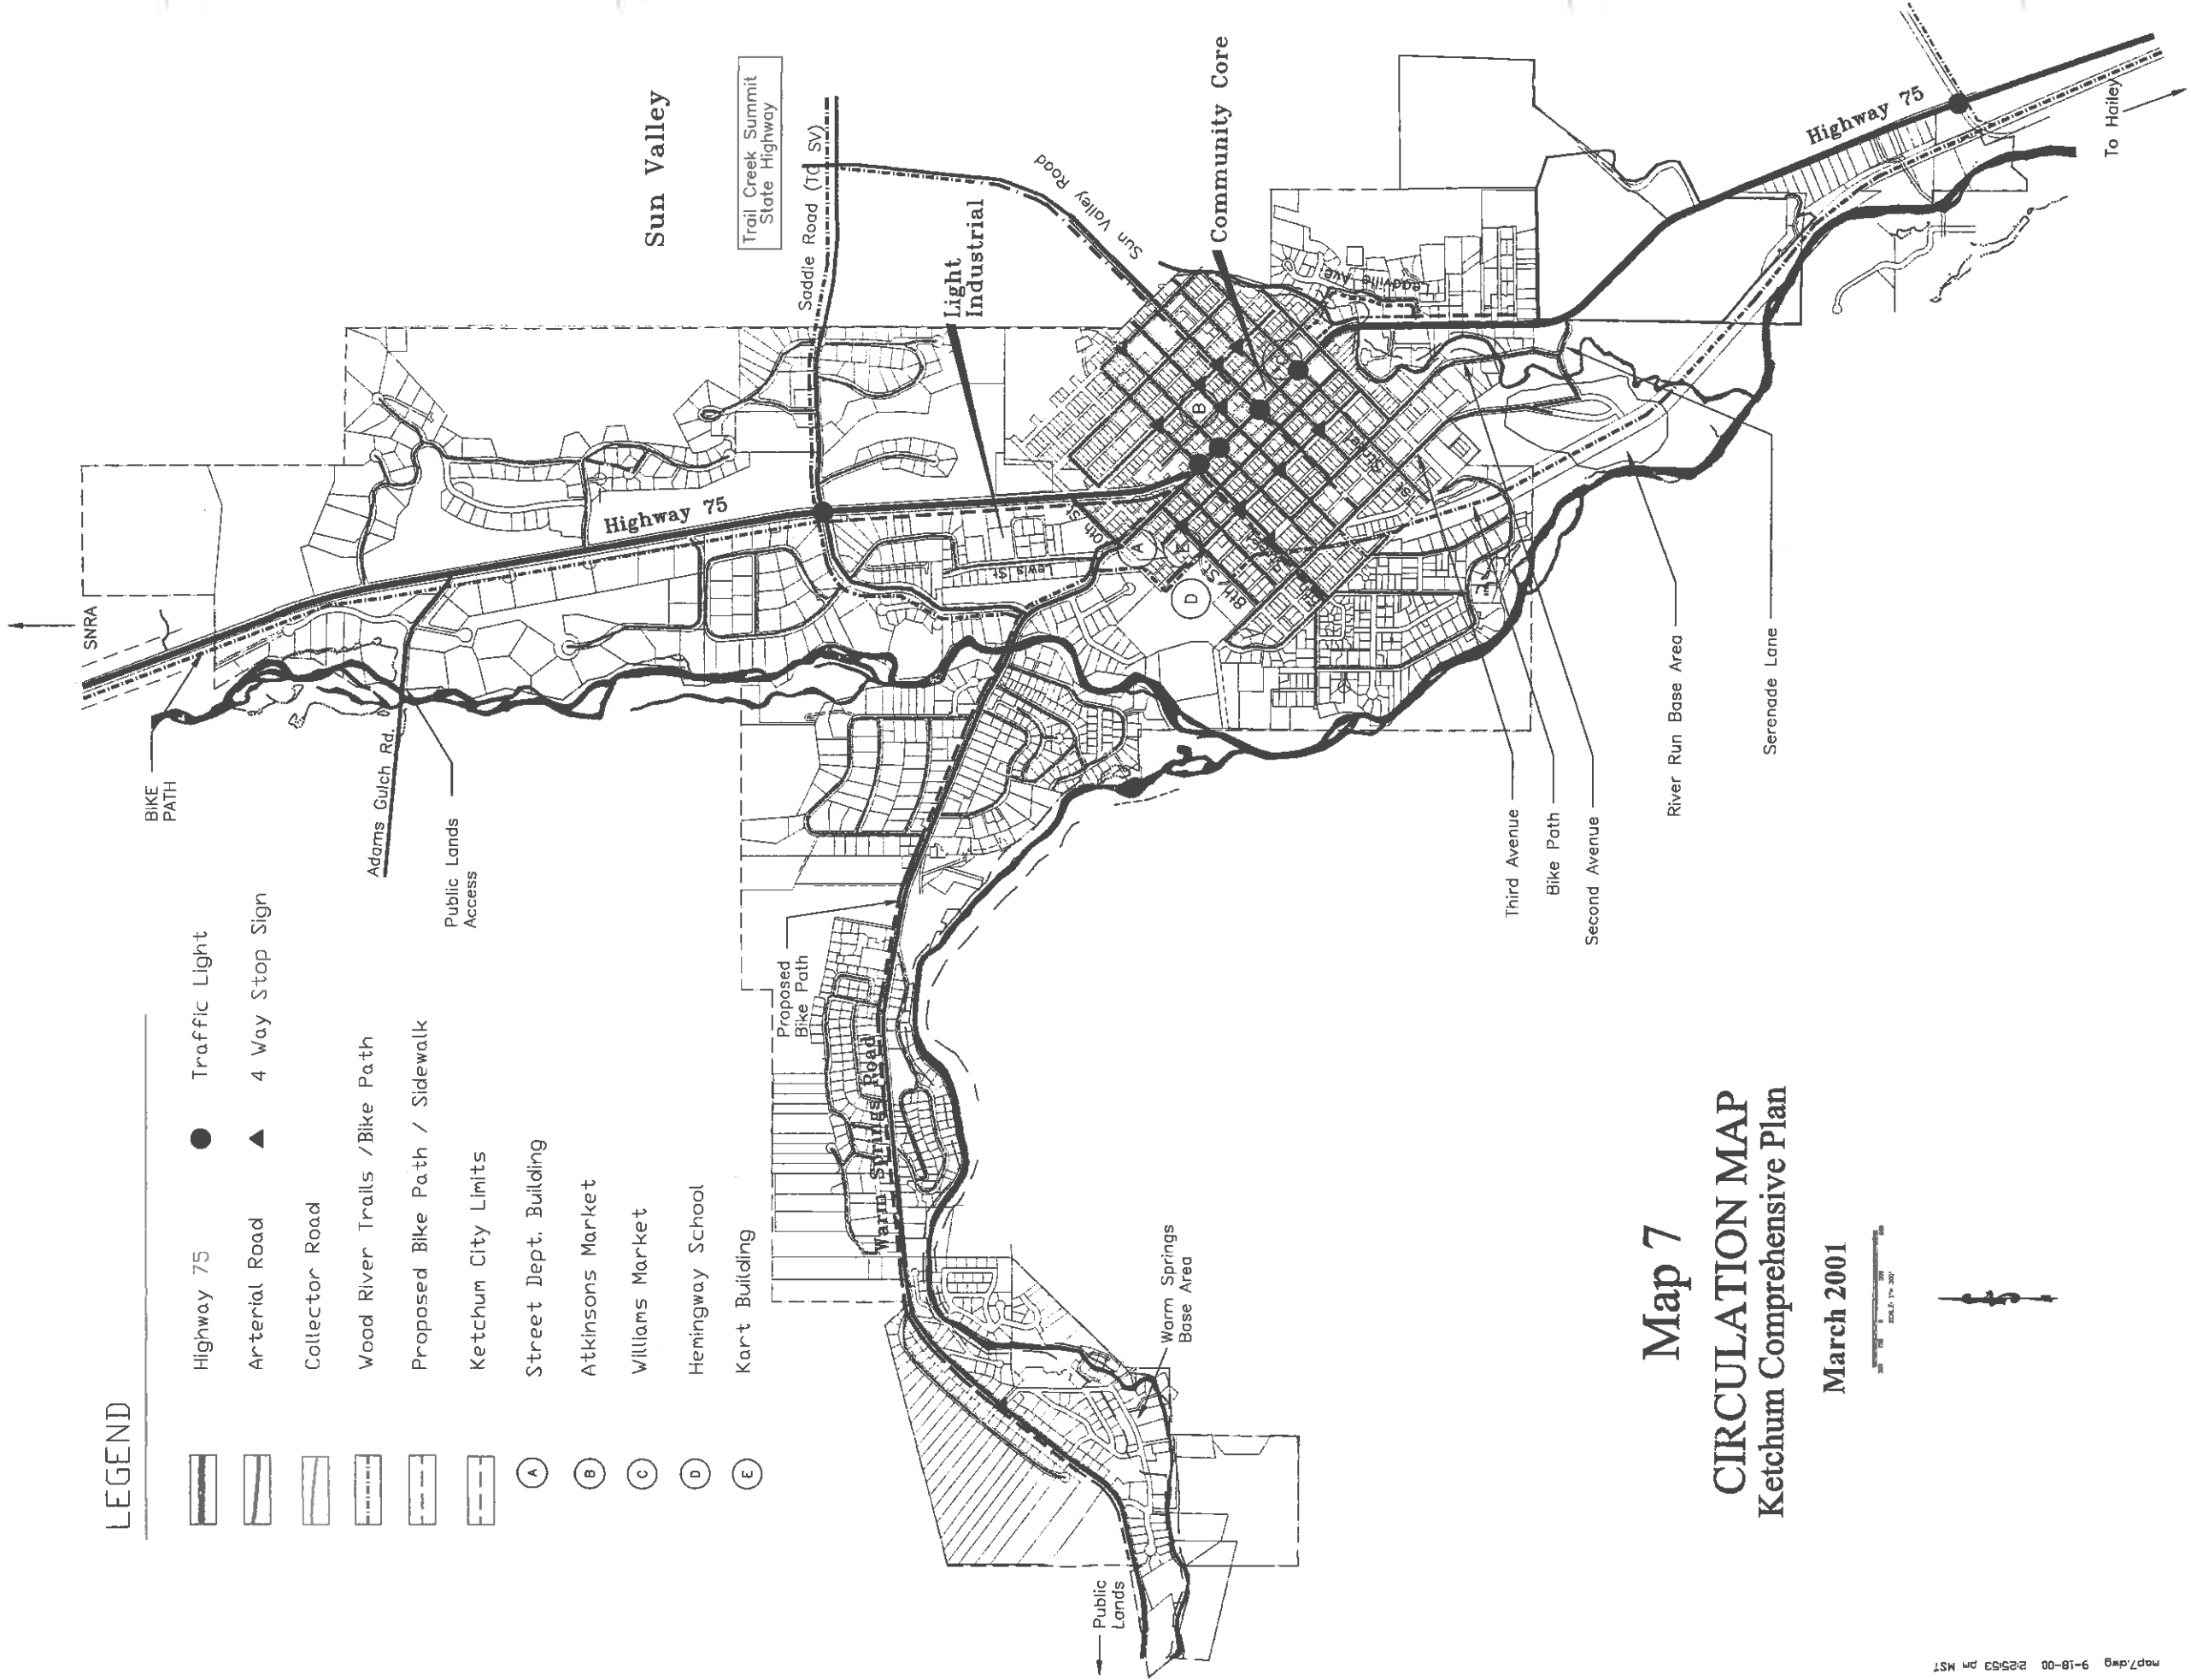 LEGEND
Highway 75
Traffic Light
Arterial Road
4 Way Stop Sign
Collector Road
Wood River Trails /Bike Path
Proposed Bike Path / Sidewalk
Ketchum City Limits
A
Street Dept. Building
B
Atkinsons Market
C
Williams Market
D
Hemingway School
E
Kart Building
SNRA
BIKE
PATH
Adams Gulch Rd.
Public Lands
Access
Highway 75
Sun Valley
Trail Creek Summit
State Highway
Saddle Road (TO SV)
Sun Valley Road
Light
Industrial
Community Core
Leadville Ave
Highway 75
To Hailey
10th St
Lewis St
8th St
A
B
D
E
Proposed
Bike Path
Warm Springs Road
Third Avenue
Bike Path
Second Avenue
River Run Base Area
Serenade Lane
Warm Springs
Base Area
Public
Lands
Map 7
CIRCULATION MAP
Ketchum Comprehensive Plan
March 2001
map7.dwg 9-18-00 2:25:53 pm MST